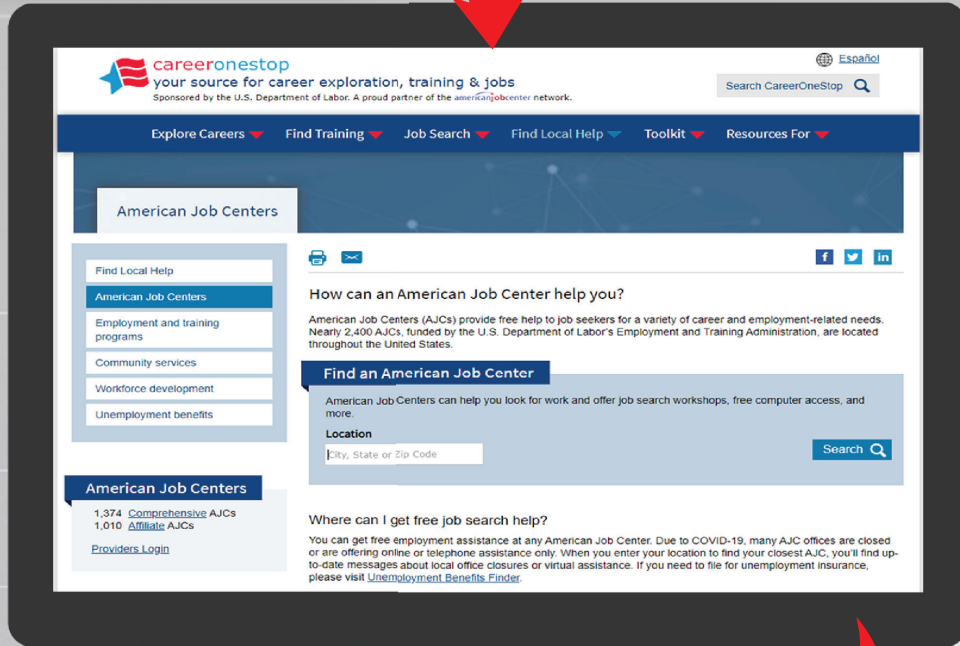 careeronestop
Español
your source for career exploration, training & jobs
Search CareerOneStop
Sponsored by the U.S. Department of Labor. A proud partner of the americanjobcenter network.
Explore Careers Find Training Job Search Find Local Help Toolkit Resources For
American Job Centers
Find Local Help
American Job Centers
Employment and training
programs
Community services
Workforce development
Unemployment benefits
American Job Centers
1,374 Comprehensive AJCs
1,010 Affiliate AJCs
Providers Login
f in
How can an American Job Center help you?
American Job Centers (AJCs) provide free help to job seekers for a variety of career and employment-related needs.
Nearly 2,400 AJCs, funded by the U.S. Department of Labor's Employment and Training Administration, are located
throughout the United States.
Find an American Job Center
American Job Centers can help you look for work and offer job search workshops, free computer access, and
more.
Location
City, State or Zip Code
Search
Where can I get free job search help?
You can get free employment assistance at any American Job Center. Due to COVID-19, many AJC offices are closed
or are offering online or telephone assistance only. When you enter your location to find your closest AJC, you'll find up-
to-date messages about local office closures or virtual assistance. If you need to file for unemployment insurance,
please visit Unemployment Benefits Finder.